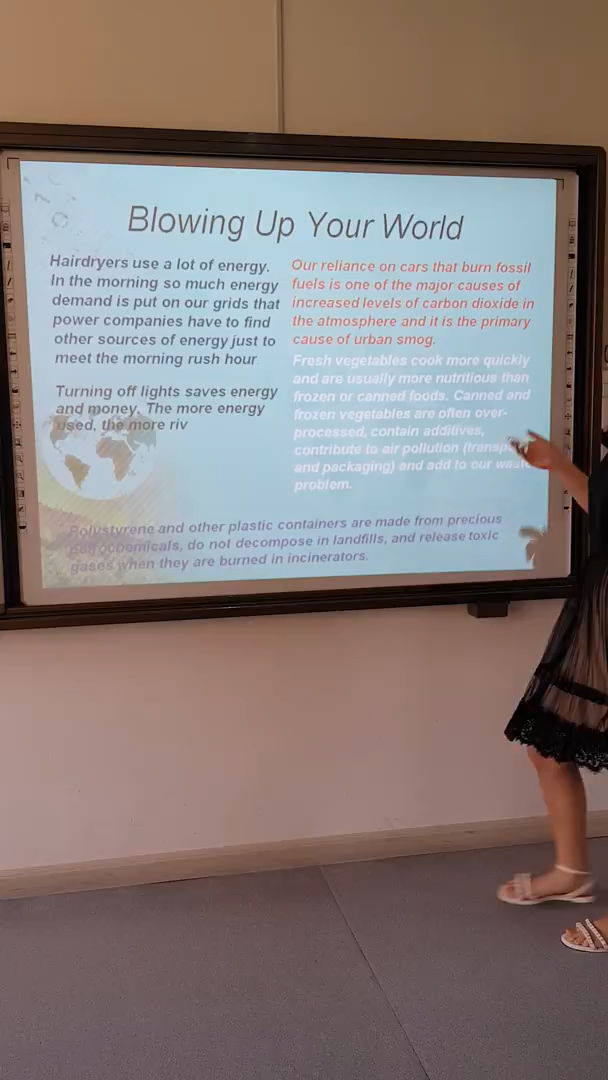 Blowing Up Your World
Hairdryers use a lot of energy.
In the morning so much energy
demand is put on our grids that
power companies have to find
other sources of energy just to
meet the morning rush hour
Turning off lights saves energy
and money. The more energy
used, the more riv
Our reliance on cars that burn fossil
fuels is one of the major causes of
increased levels of carbon dioxide in
the atmosphere and it is the primary
cause of urban smog.
Fresh vegetables cook more quickly
and are usually more nutritious than
frozen or canned foods. Canned and
frozen vegetables are often over-
processed, contain additives,
contribute to air pollution
and packaging) and add to our waste
problem.
Polystyrene and other plastic containers are made from precious
petrochemicals, do not decompose in landfills, and release toxic
gases when they are burned in incinerators.